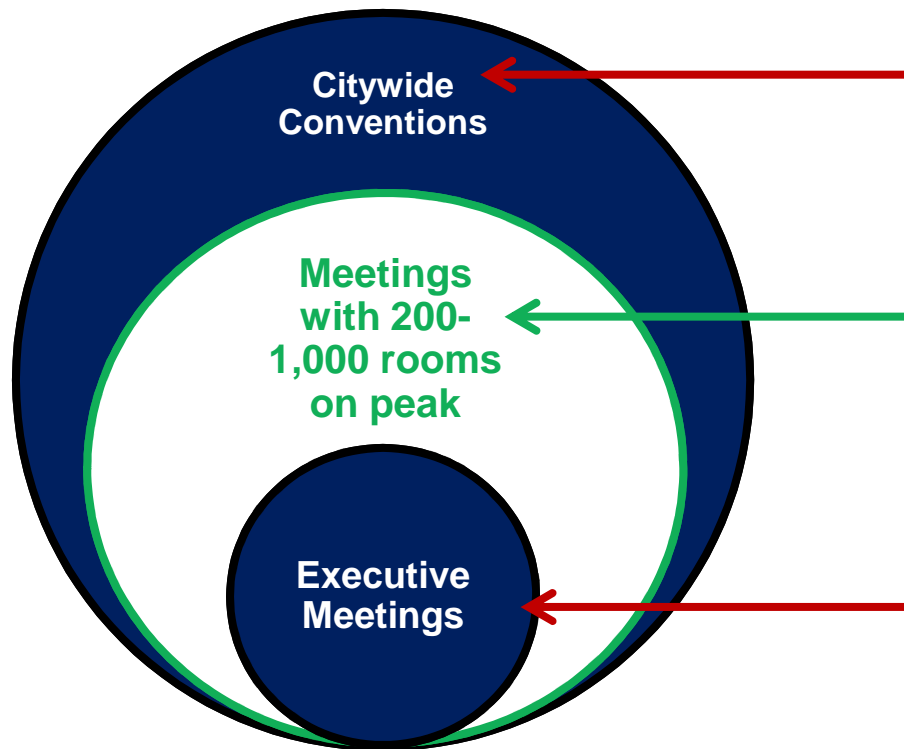 Citywide
Conventions
Meetings
with 200-
1,000 rooms
on peak
Executive
Meetings